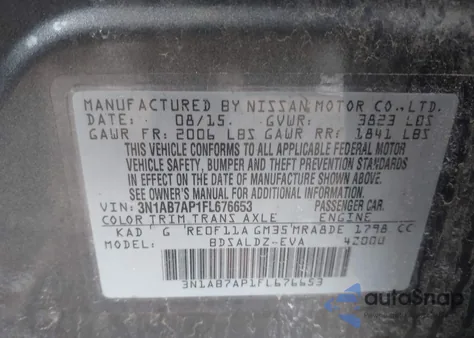 MANUFACTURED BY NISSAN MOTOR CO., LTD.
DATE: 08/15. GVWR: 3823 LBS
GAWR FR: 2006 LBS GAWR RR: 1841 LBS
THIS VEHICLE CONFORMS TO ALL APPLICABLE FEDERAL MOTOR
VEHICLE SAFETY, BUMPER AND THEFT PREVENTION STANDARDS
IN EFFECT ON THE DATE OF MANUFACTURE SHOWN ABOVE.
SEE OWNER'S MANUAL FOR ADDITIONAL INFORMATION.
VIN: 3N1AB7AP1FL676653 PASSENGER CAR.
COLOR TRIM TRANS AXLE ENGINE
KAD G RE0F11A GM35 MRA8DE 1798 CC
MODEL: BDSALDZ-EVA 42000
3N1AB7AP1FL676653
autoSnap